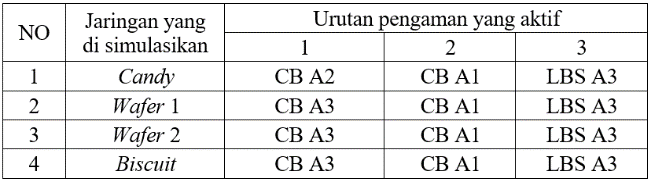 NO Jaringan yang di simulasikan Urutan pengaman yang aktif
1 2 3
1 Candy CB A2 CB A1 LBS A3
2 Wafer 1 CB A3 CB A1 LBS A3
3 Wafer 2 CB A3 CB A1 LBS A3
4 Biscuit CB A3 CB A1 LBS A3